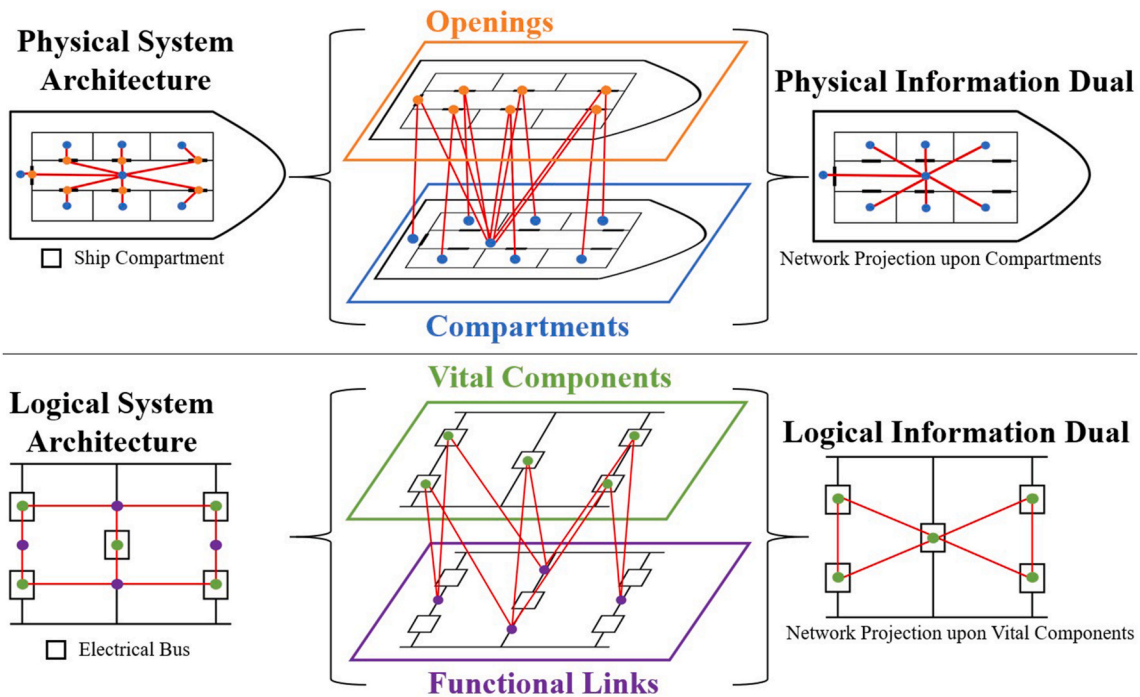 Openings
Physical System
Architecture
Physical Information Dual
Ship Compartment
Network Projection upon Compartments
Compartments
Vital Components
Logical System
Architecture
Logical Information Dual
Electrical Bus
Network Projection upon Vital Components
Functional Links